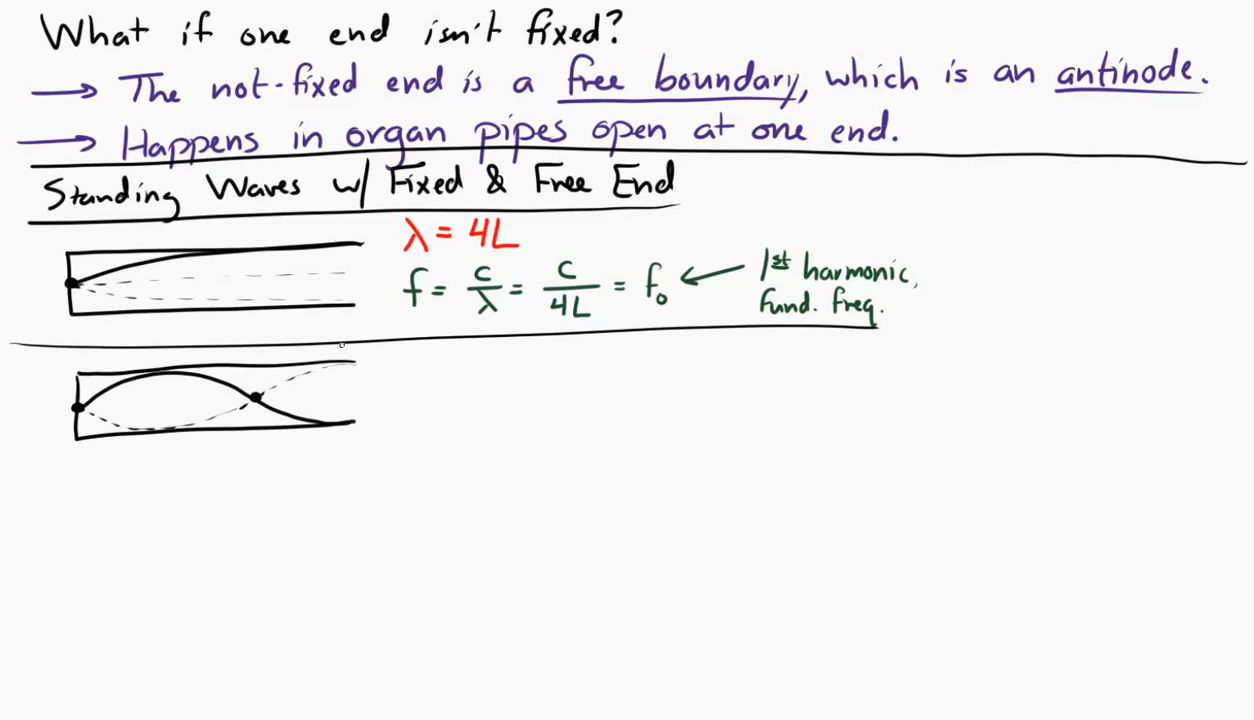 What if one end isn't fixed?
→ The not-fixed end is a free boundary, which is an antinode.
→ Happens in organ pipes open at one end.
Standing Waves w/ Fixed & Free End
λ = 4L
f = c/λ = c/4L = f₀ ← 1st harmonic,
Fund. freq.